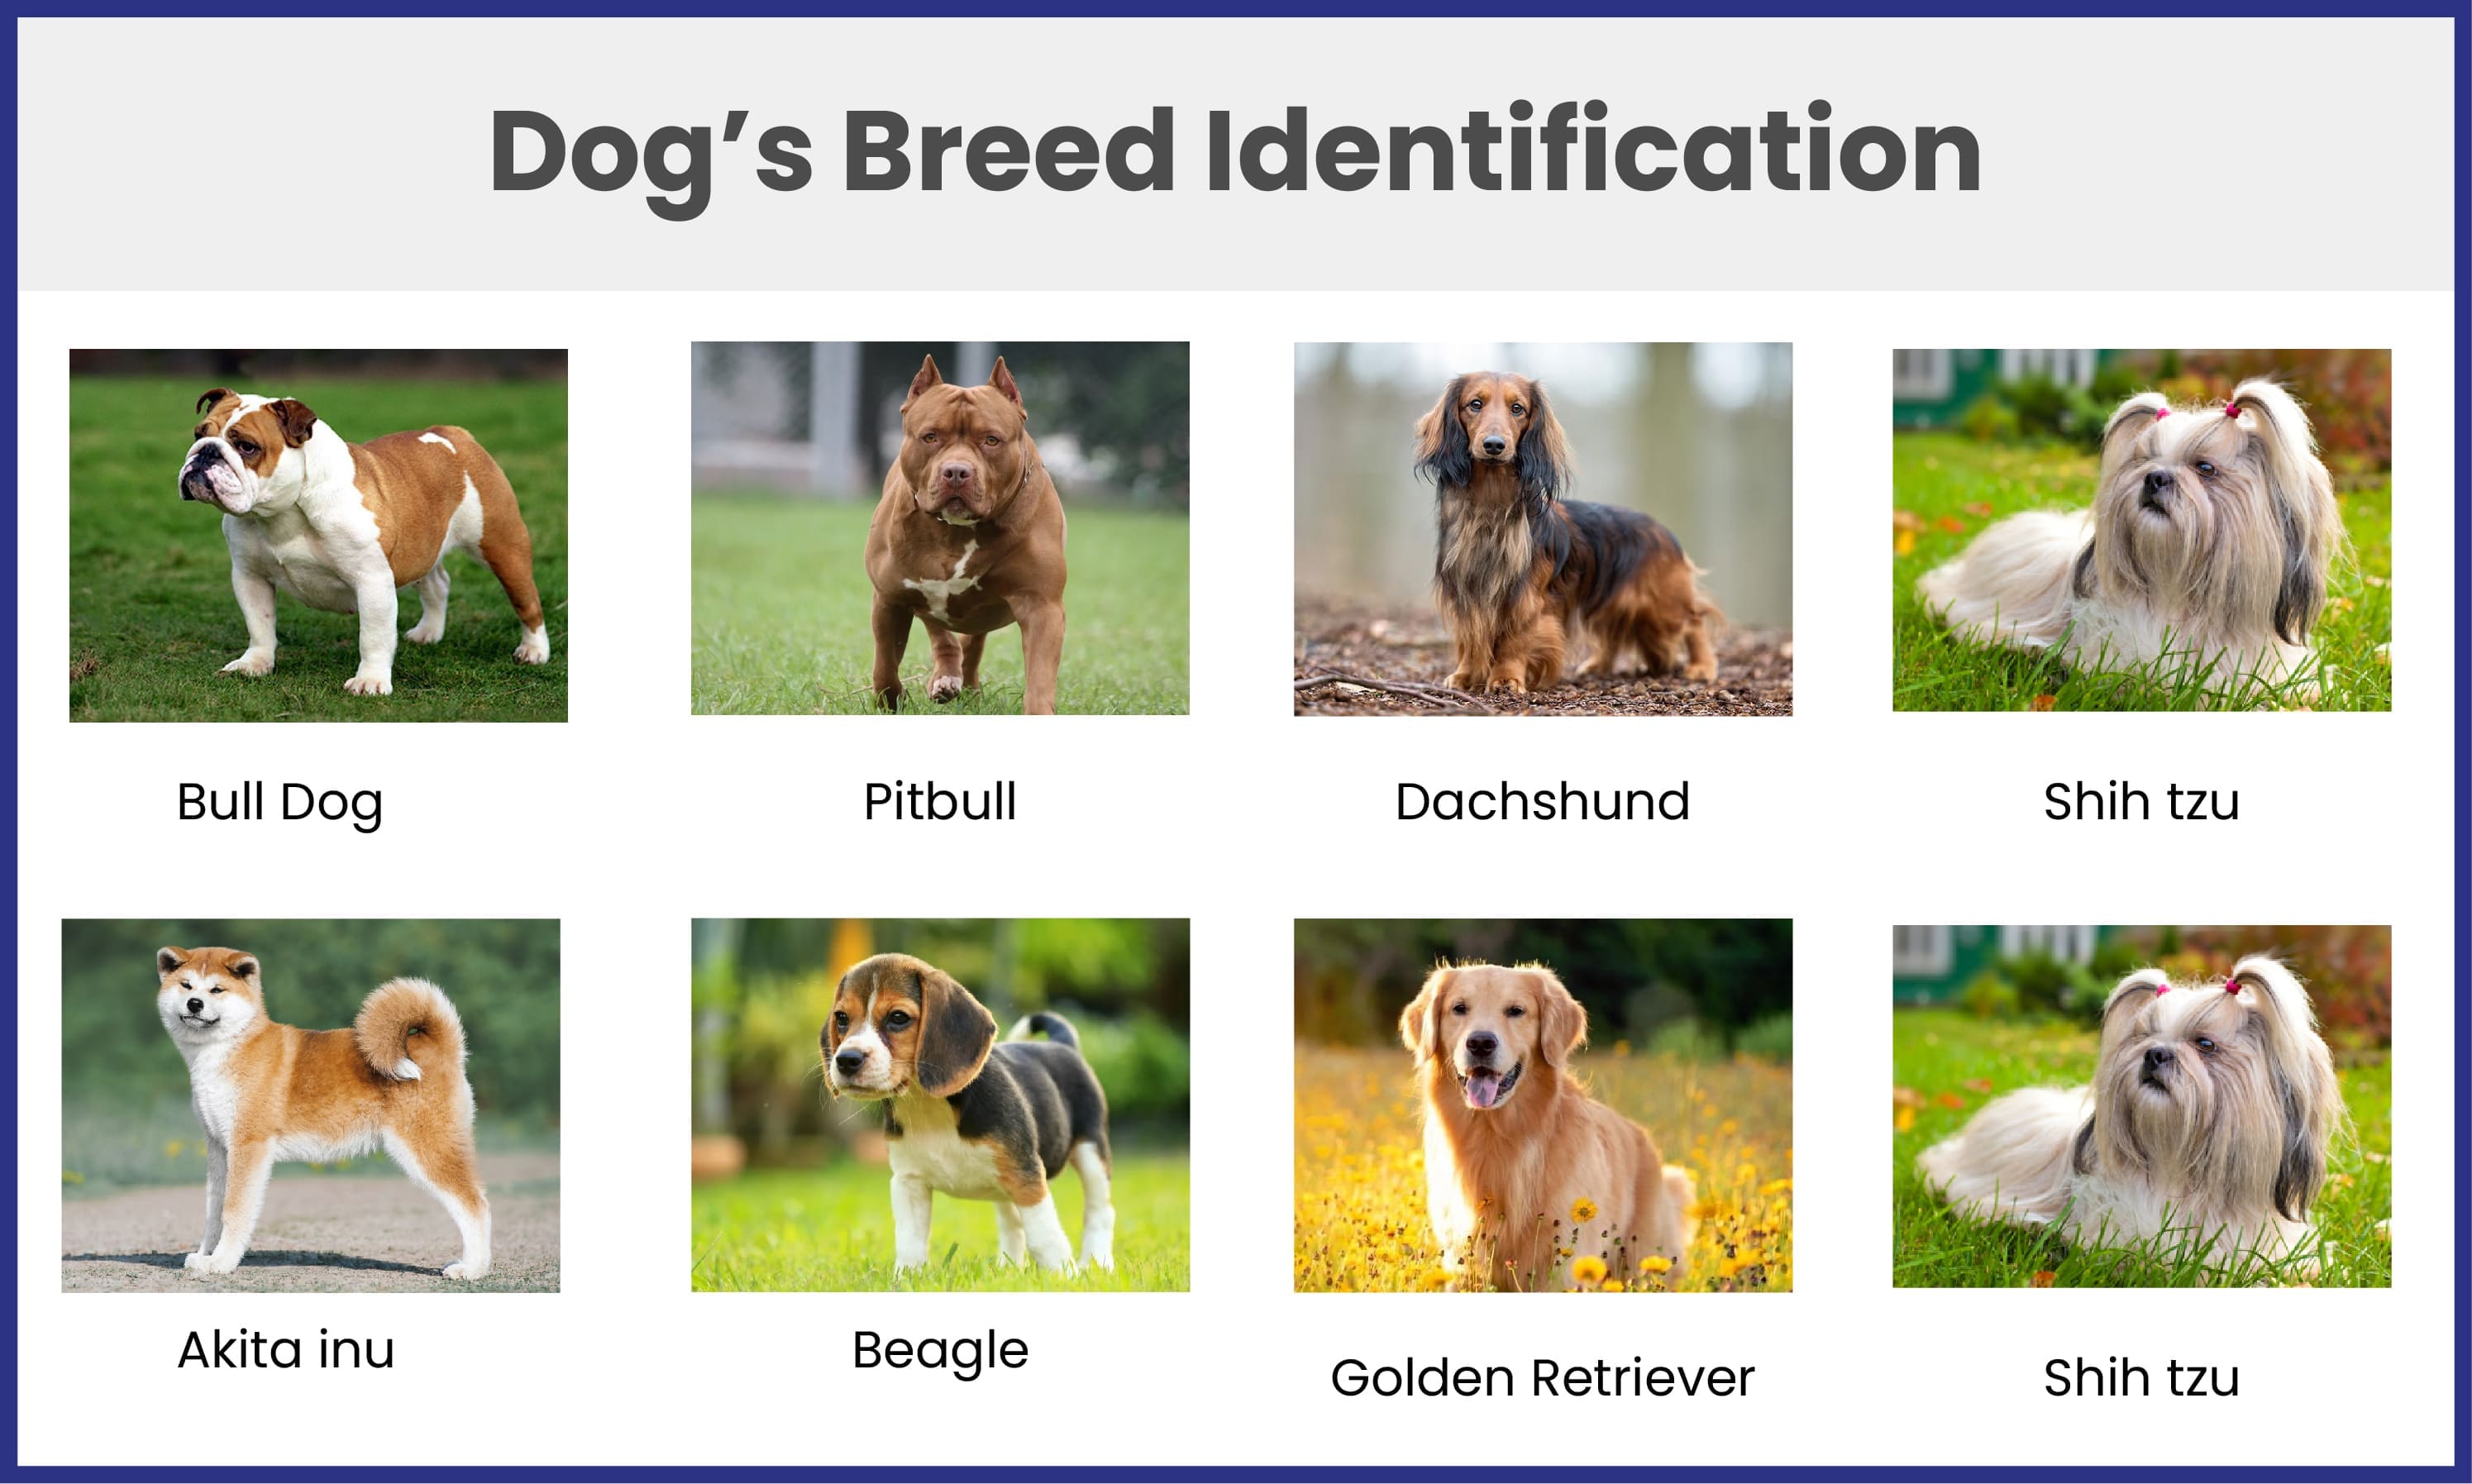 Dog’s Breed Identification
Bull Dog
Pitbull
Dachshund
Shih tzu
Akita inu
Beagle
Golden Retriever
Shih tzu